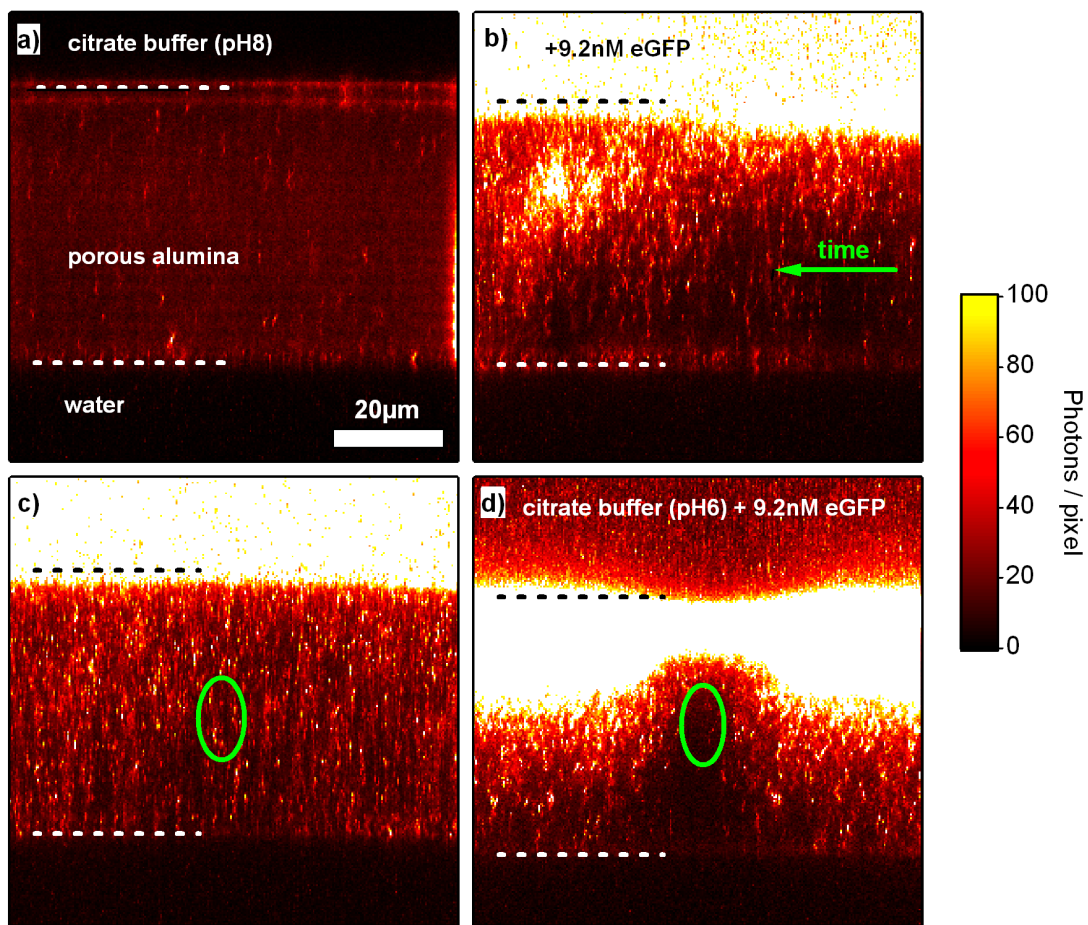 a) citrate buffer (pH8)
porous alumina
water
20µm
b) +9.2nM eGFP
time
c)
d) citrate buffer (pH6) + 9.2nM eGFP
100
80
60
40
20
0
Photons / pixel